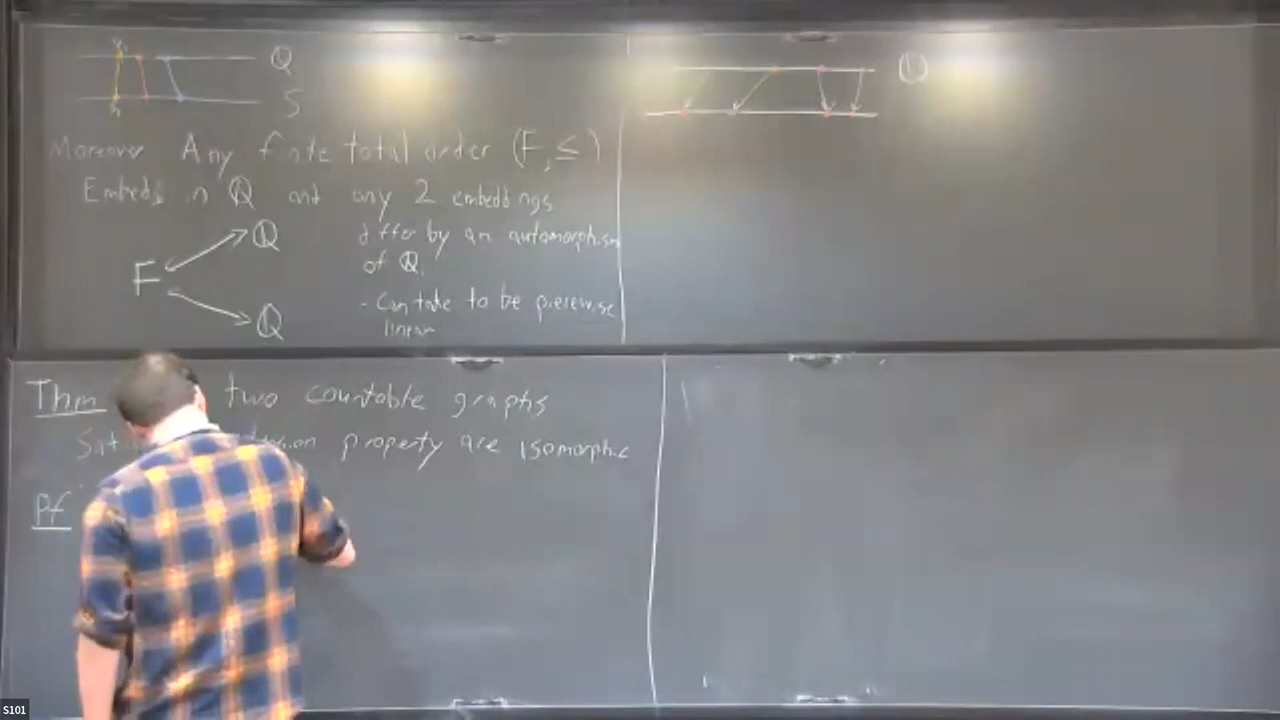 Q
S
Moreover Any finite total order (F, ≤)
Embeds in Q and any 2 embeddings
differ by an automorphism
of Q.
- Can take to be piecewise
linear
F
Q
Q
Q
Thm two countable graphs
property are isomorphic
Pf
S101